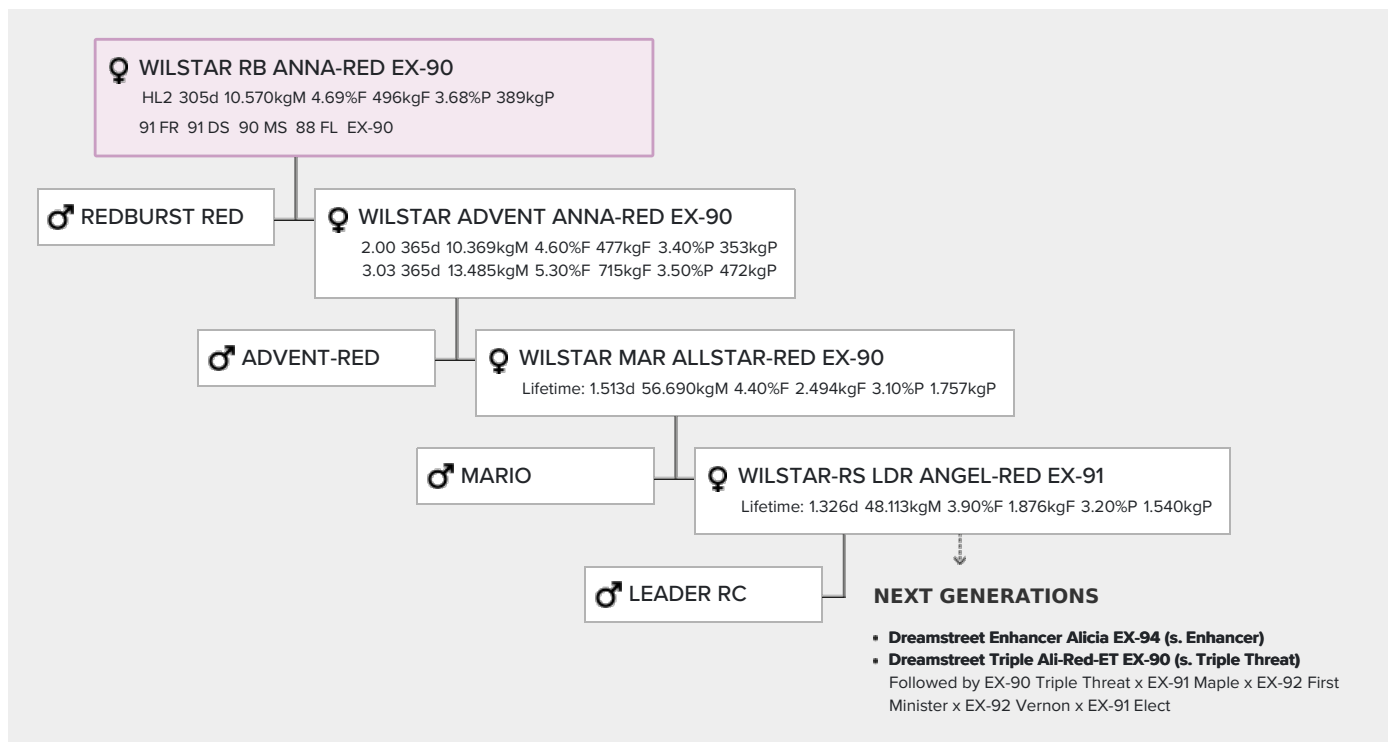 WILSTAR RB ANNA-RED EX-90
HL2 305d 10.570kgM 4.69%F 496kgF 3.68%P 389kgP
91 FR 91 DS 90 MS 88 FL EX-90
REDBURST RED
WILSTAR ADVENT ANNA-RED EX-90
2.00 365d 10.369kgM 4.60%F 477kgF 3.40%P 353kgP
3.03 365d 13.485kgM 5.30%F 715kgF 3.50%P 472kgP
ADVENT-RED
WILSTAR MAR ALLSTAR-RED EX-90
Lifetime: 1.513d 56.690kgM 4.40%F 2.494kgF 3.10%P 1.757kgP
MARIO
WILSTAR-RS LDR ANGEL-RED EX-91
Lifetime: 1.326d 48.113kgM 3.90%F 1.876kgF 3.20%P 1.540kgP
LEADER RC
NEXT GENERATIONS
• Dreamstreet Enhancer Alicia EX-94 (s. Enhancer)
• Dreamstreet Triple Ali-Red-ET EX-90 (s. Triple Threat)
Followed by EX-90 Triple Threat x EX-91 Maple x EX-92 First
Minister x EX-92 Vernon x EX-91 Elect